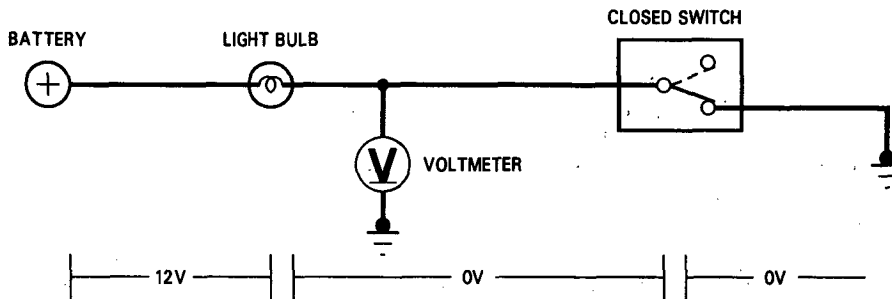 CLOSED SWITCH
BATTERY
LIGHT BULB
+
V
VOLTMETER
12V
0V
0V